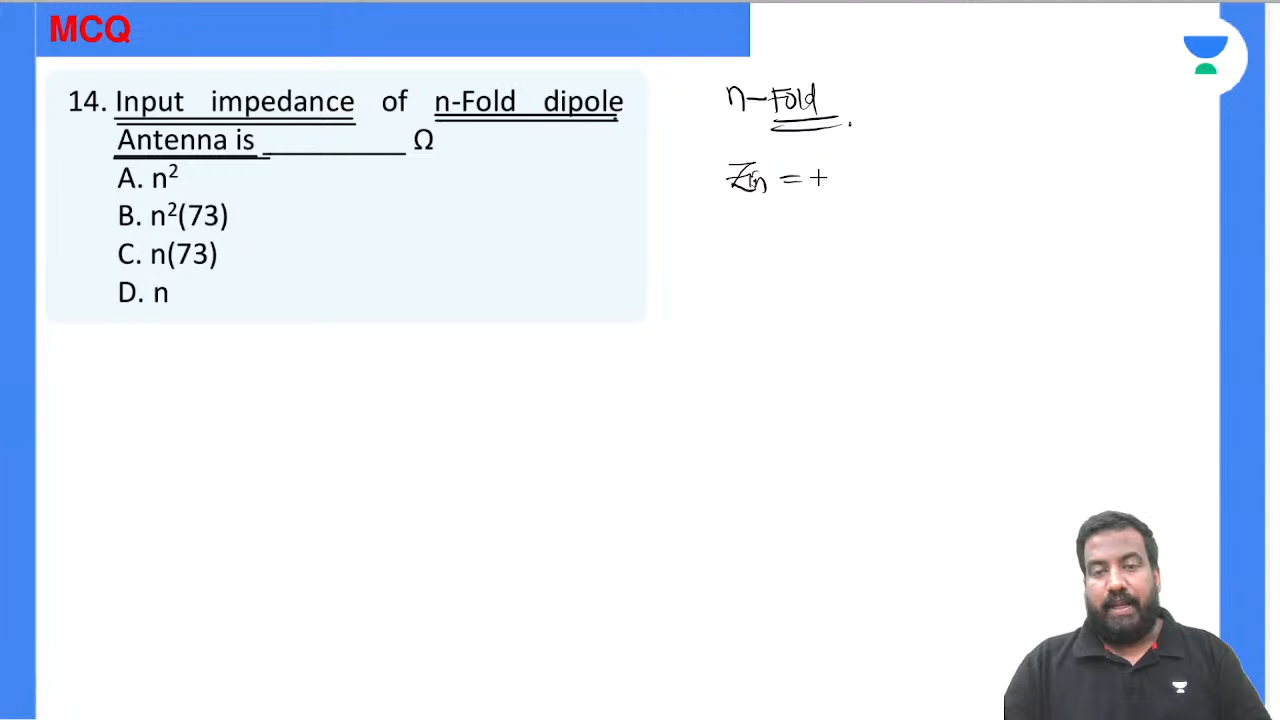 MCQ
14. Input impedance of n-Fold dipole
Antenna is __________ Ω
A. n²
B. n²(73)
C. n(73)
D. n
n-Fold
Zin = +